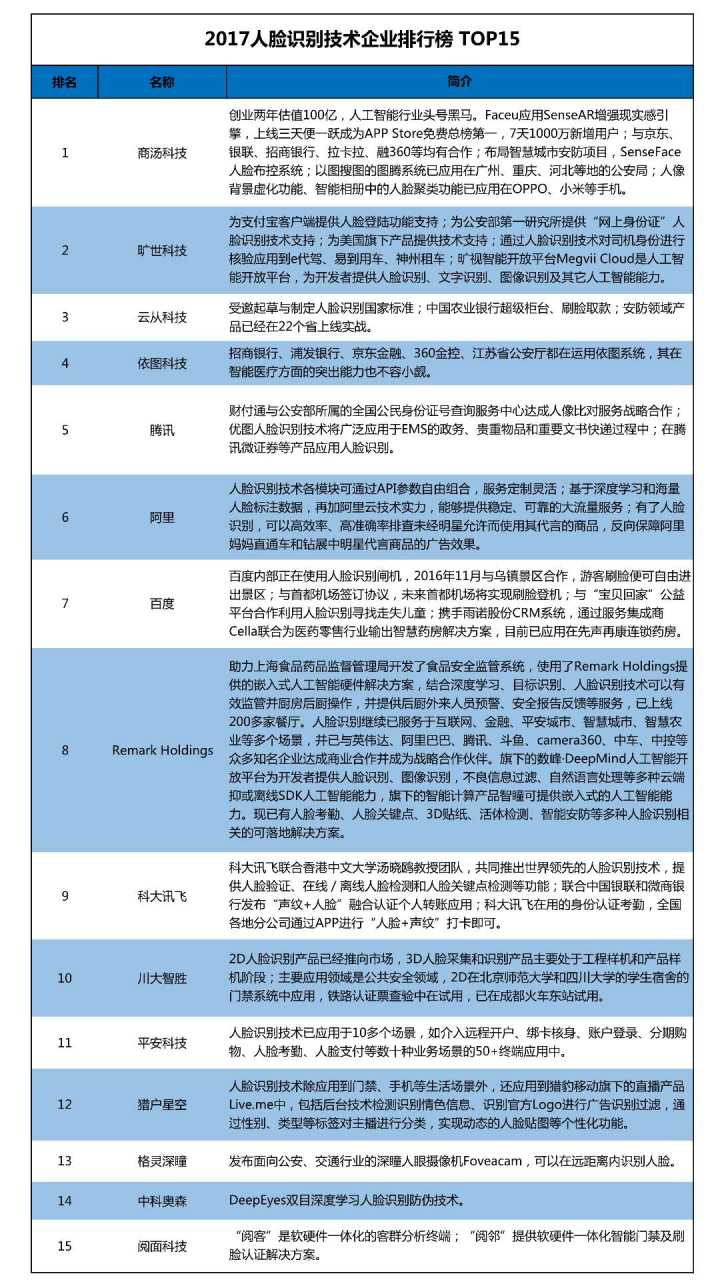 2017人脸识别技术企业排行榜 TOP15
排名 名称 简介
1 商汤科技
创业两年估值100亿，人工智能行业头号黑马。Faceu应用SenseAR增强现实感引
擎，上线三天便一跃成为APP Store免费总榜第一，7天1000万新增用户；与京东、
银联、招商银行、拉卡拉、融360等均有合作；布局智慧城市安防项目，SenseFace
人脸布控系统；以图搜图的图腾系统已应用在广州、重庆、河北等地的公安局；人像
背景虚化功能、智能相册中的人脸聚类功能已应用在OPPO、小米等手机。
2 旷世科技
为支付宝客户端提供人脸登陆功能支持；为公安部第一研究所提供“网上身份证”人
脸识别技术支持；为美国旗下产品提供技术支持；通过人脸识别技术对司机身份进行
核验应用到e代驾、易到用车、神州租车；旷视智能开放平台Megvii Cloud是人工智
能开放平台，为开发者提供人脸识别、文字识别、图像识别及其它人工智能能力。
3 云从科技
受邀起草与制定人脸识别国家标准；中国农业银行超级柜台、刷脸取款；安防领域产
品已经在22个省上线实战。
4 依图科技
招商银行、浦发银行、京东金融、360金控、江苏省公安厅都在运用依图系统，其在
智能医疗方面的突出能力也不容小觑。
5 腾讯
财付通与公安部所属的全国公民身份证号查询服务中心达成人像比对服务战略合作；
优图人脸识别技术将广泛应用于EMS的政务、贵重物品和重要文书快递过程中；在腾
讯微证券等产品应用人脸识别。
6 阿里
人脸识别技术各模块可通过API参数自由组合，服务定制灵活；基于深度学习和海量
人脸标注数据，再加阿里云技术实力，能够提供稳定、可靠的大流量服务；有了人脸
识别，可以高效率、高准确率排查未经明星允许而使用其代言的商品，反向保障阿里
妈妈直通车和钻展中明星代言商品的广告效果。
7 百度
百度内部正在使用人脸识别闸机，2016年11月与乌镇景区合作，游客刷脸便可自由进
出景区；与首都机场签订协议，未来首都机场将实现刷脸登机；与“宝贝回家”公益
平台合作利用人脸识别寻找走失儿童；携手雨诺股份CRM系统，通过服务集成商
Cella联合为医药零售行业输出智慧药房解决方案，目前已应用在先声再康连锁药房。
8 Remark Holdings
助力上海食品药品监督管理局开发了食品安全监管系统，使用了Remark Holdings提
供的嵌入式人工智能硬件解决方案，结合深度学习、目标识别、人脸识别技术可以有
效监管并厨房后厨操作，并提供后厨外来人员预警、安全报告反馈等服务，已上线
200多家餐厅。人脸识别继续已服务于互联网、金融、平安城市、智慧城市、智慧农
业等多个场景，并已与英伟达、阿里巴巴、腾讯、斗鱼、camera360、中车、中控等
众多知名企业达成商业合作并成为战略合作伙伴。旗下的数峰·DeepMind人工智能开
放平台为开发者提供人脸识别、图像识别，不良信息过滤、自然语言处理等多种云端
抑或离线SDK人工智能能力，旗下的智能计算产品智瞳可提供嵌入式的人工智能能
力。现已有人脸考勤、人脸关键点、3D贴纸、活体检测、智能安防等多种人脸识别相
关的可落地解决方案。
9 科大讯飞
科大讯飞联合香港中文大学汤晓鸥教授团队，共同推出世界领先的人脸识别技术，提
供人脸验证、在线／离线人脸检测和人脸关键点检测等功能；联合中国银联和微商银
行发布“声纹+人脸”融合认证个人转账应用；科大讯飞在用的身份认证考勤，全国
各地分公司通过APP进行“人脸+声纹”打卡即可。
10 川大智胜
2D人脸识别产品已经推向市场，3D人脸采集和识别产品主要处于工程样机和产品样
机阶段；主要应用领域是公共安全领域，2D在北京师范大学和四川大学的学生宿舍的
门禁系统中应用，铁路认证票查验中在试用，已在成都火车东站试用。
11 平安科技
人脸识别技术已应用于10多个场景，如介入远程开户、绑卡核身、账户登录、分期购
物、人脸考勤、人脸支付等数十种业务场景的50+终端应用中。
12 猎户星空
人脸识别技术除应用到门禁、手机等生活场景外，还应用到猎豹移动旗下的直播产品
Live.me中，包括后台技术检测识别情色信息、识别官方Logo进行广告识别过滤，通
过性别、类型等标签对主播进行分类，实现动态的人脸贴图等个性化功能。
13 格灵深瞳
发布面向公安、交通行业的深瞳人眼摄像机Foveacam，可以在远距离内识别人脸。
14 中科奥森
DeepEyes双目深度学习人脸识别防伪技术。
15 阅面科技
“阅客”是软硬件一体化的客群分析终端；“阅邻”提供软硬件一体化智能门禁及刷
脸认证解决方案。